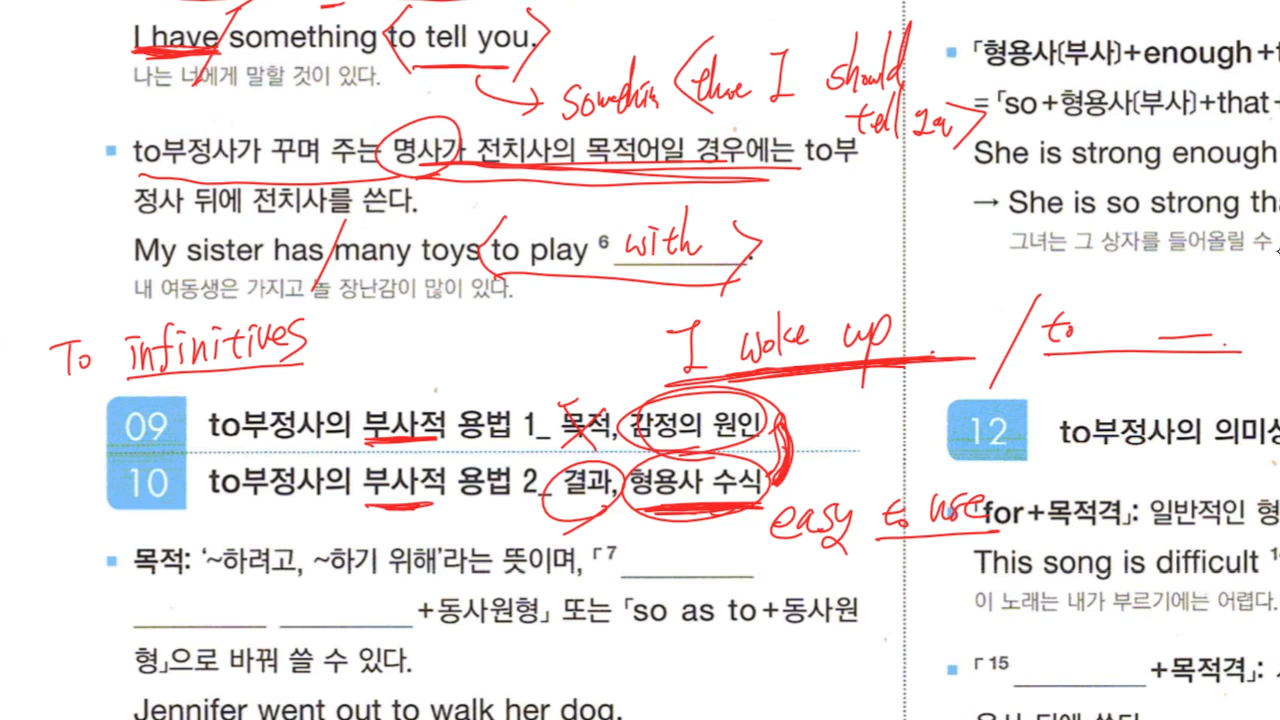 I have something to tell you.
나는 너에게 말할 것이 있다.
somethin I should
tell you
to부정사가 꾸며 주는 명사가 전치사의 목적어일 경우에는 to부
정사 뒤에 전치사를 쓴다.
My sister has many toys to play 6 with.
내 여동생은 가지고 놀 장난감이 많이 있다.
To infinitives
I woke up. / to
09 to부정사의 부사적 용법 1_ 목적, 감정의 원인
10 to부정사의 부사적 용법 2_ 결과, 형용사 수식
easy to use
목적: ‘~하려고, ~하기 위해’라는 뜻이며, 「7
+동사원형」 또는 「so as to+동사원
형」으로 바꿔 쓸 수 있다.
Jennifer went out to walk her dog.
「형용사(부사)+enough+
=「so+형용사(부사)+that+
She is strong enough
→ She is so strong
그녀는 그 상자를 들어올릴 수
12 to부정사의 의미상
「for+목적격」: 일반적인 형
This song is difficult
이 노래는 내가 부르기에는 어렵다.
「15 +목적격」: